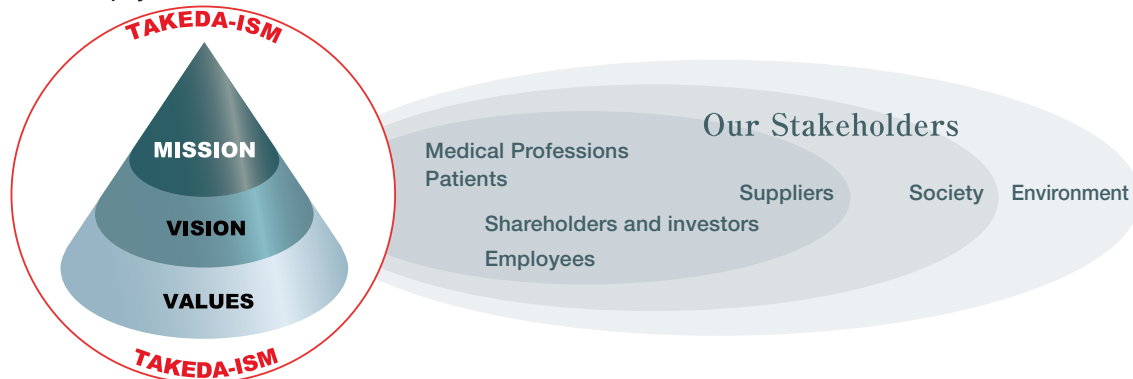 TAKEDA-ISM
MISSION
VISION
VALUES
TAKEDA-ISM
Our Stakeholders
Medical Professions
Patients
Suppliers
Society
Environment
Shareholders and investors
Employees